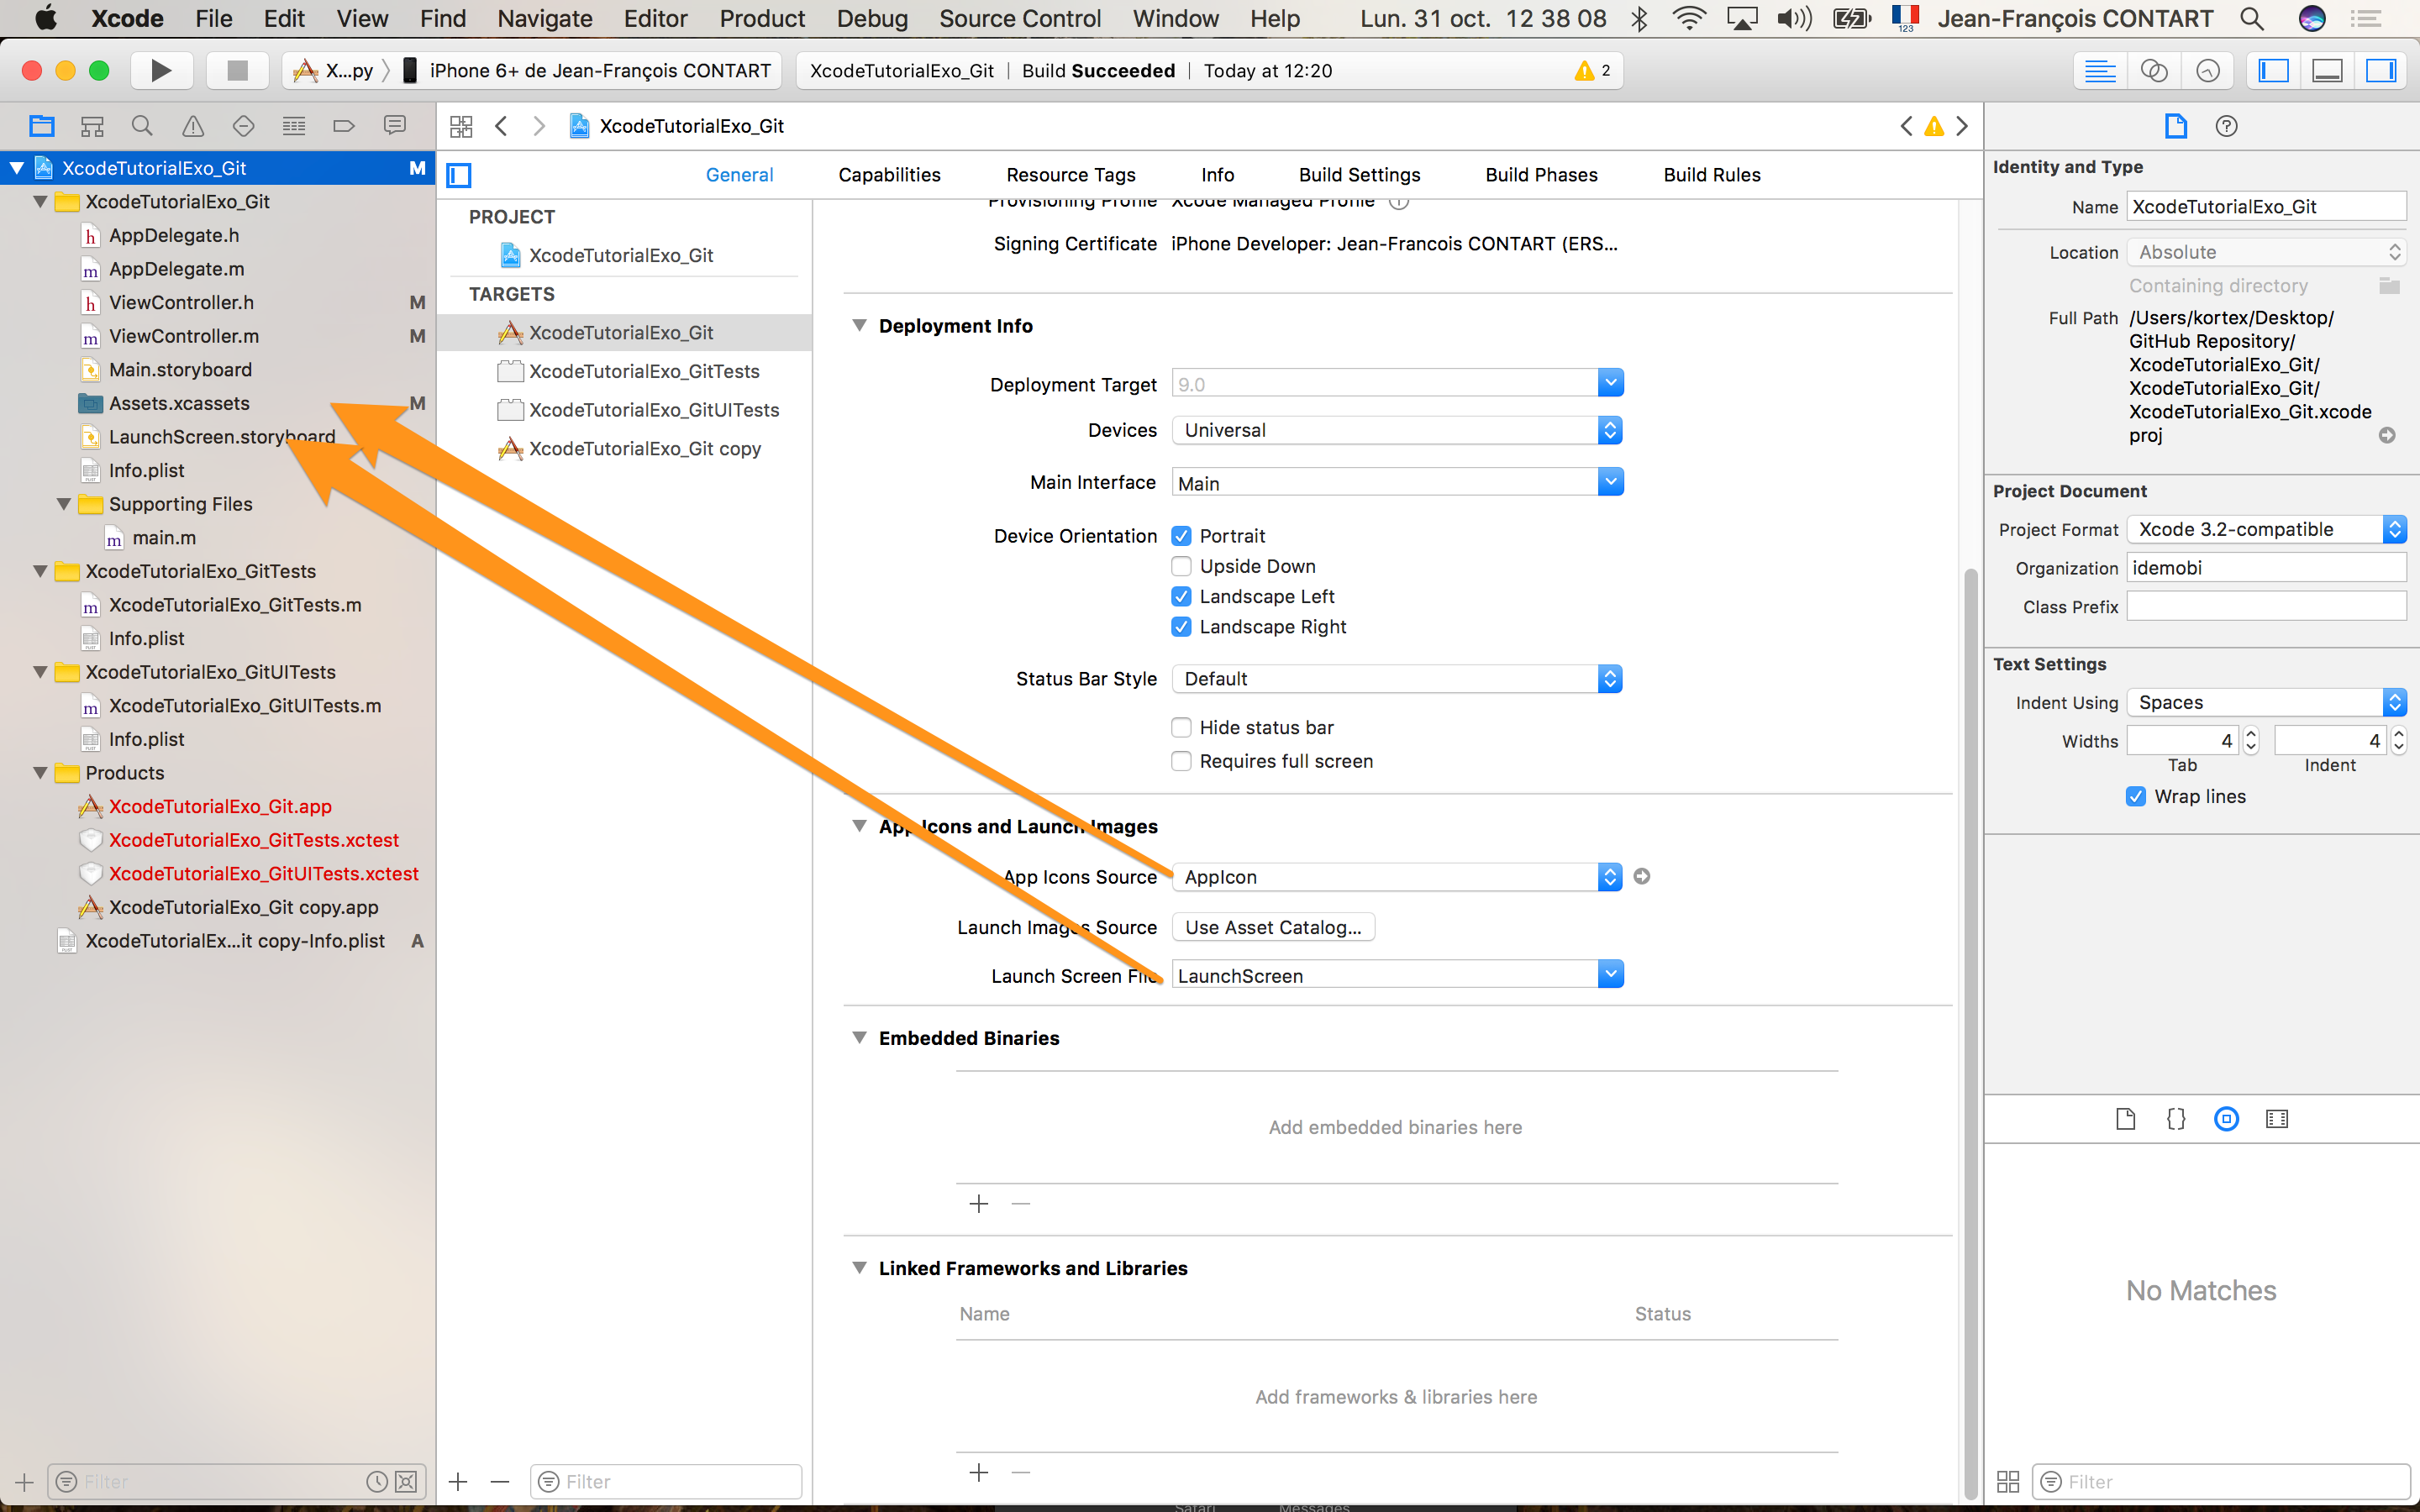 Xcode File Edit View Find Navigate Editor Product Debug Source Control Window Help Lun. 31 oct. 12 38 08 123 Jean-François CONTART
X...py iPhone 6+ de Jean-François CONTART XcodeTutorialExo_Git | Build Succeeded | Today at 12:20 2
XcodeTutorialExo_Git M
XcodeTutorialExo_Git
h AppDelegate.h
m AppDelegate.m
h ViewController.h M
m ViewController.m M
Main.storyboard
Assets.xcassets M
LaunchScreen.storyboard
Info.plist
Supporting Files
m main.m
XcodeTutorialExo_GitTests
m XcodeTutorialExo_GitTests.m
Info.plist
XcodeTutorialExo_GitUITests
m XcodeTutorialExo_GitUITests.m
Info.plist
Products
XcodeTutorialExo_Git.app
XcodeTutorialExo_GitTests.xctest
XcodeTutorialExo_GitUITests.xctest
XcodeTutorialExo_Git copy.app
XcodeTutorialEx...it copy-Info.plist A
Filter
XcodeTutorialExo_Git
General Capabilities Resource Tags Info Build Settings Build Phases Build Rules
PROJECT
XcodeTutorialExo_Git
TARGETS
XcodeTutorialExo_Git
XcodeTutorialExo_GitTests
XcodeTutorialExo_GitUITests
XcodeTutorialExo_Git copy
Filter
Provisioning Profile Xcode Managed Profile
Signing Certificate iPhone Developer: Jean-Francois CONTART (ERS...
Deployment Info
Deployment Target 9.0
Devices Universal
Main Interface Main
Device Orientation Portrait
Upside Down
Landscape Left
Landscape Right
Status Bar Style Default
Hide status bar
Requires full screen
App Icons and Launch Images
App Icons Source AppIcon
Launch Images Source Use Asset Catalog...
Launch Screen File LaunchScreen
Embedded Binaries
Add embedded binaries here
Linked Frameworks and Libraries
Name Status
Add frameworks & libraries here
Identity and Type
Name XcodeTutorialExo_Git
Location Absolute
Containing directory
Full Path /Users/kortex/Desktop/
GitHub Repository/
XcodeTutorialExo_Git/
XcodeTutorialExo_Git/
XcodeTutorialExo_Git.xcode
proj
Project Document
Project Format Xcode 3.2-compatible
Organization idemobi
Class Prefix
Text Settings
Indent Using Spaces
Widths 4 4
Tab Indent
Wrap lines
No Matches
Filter
Safari Messages